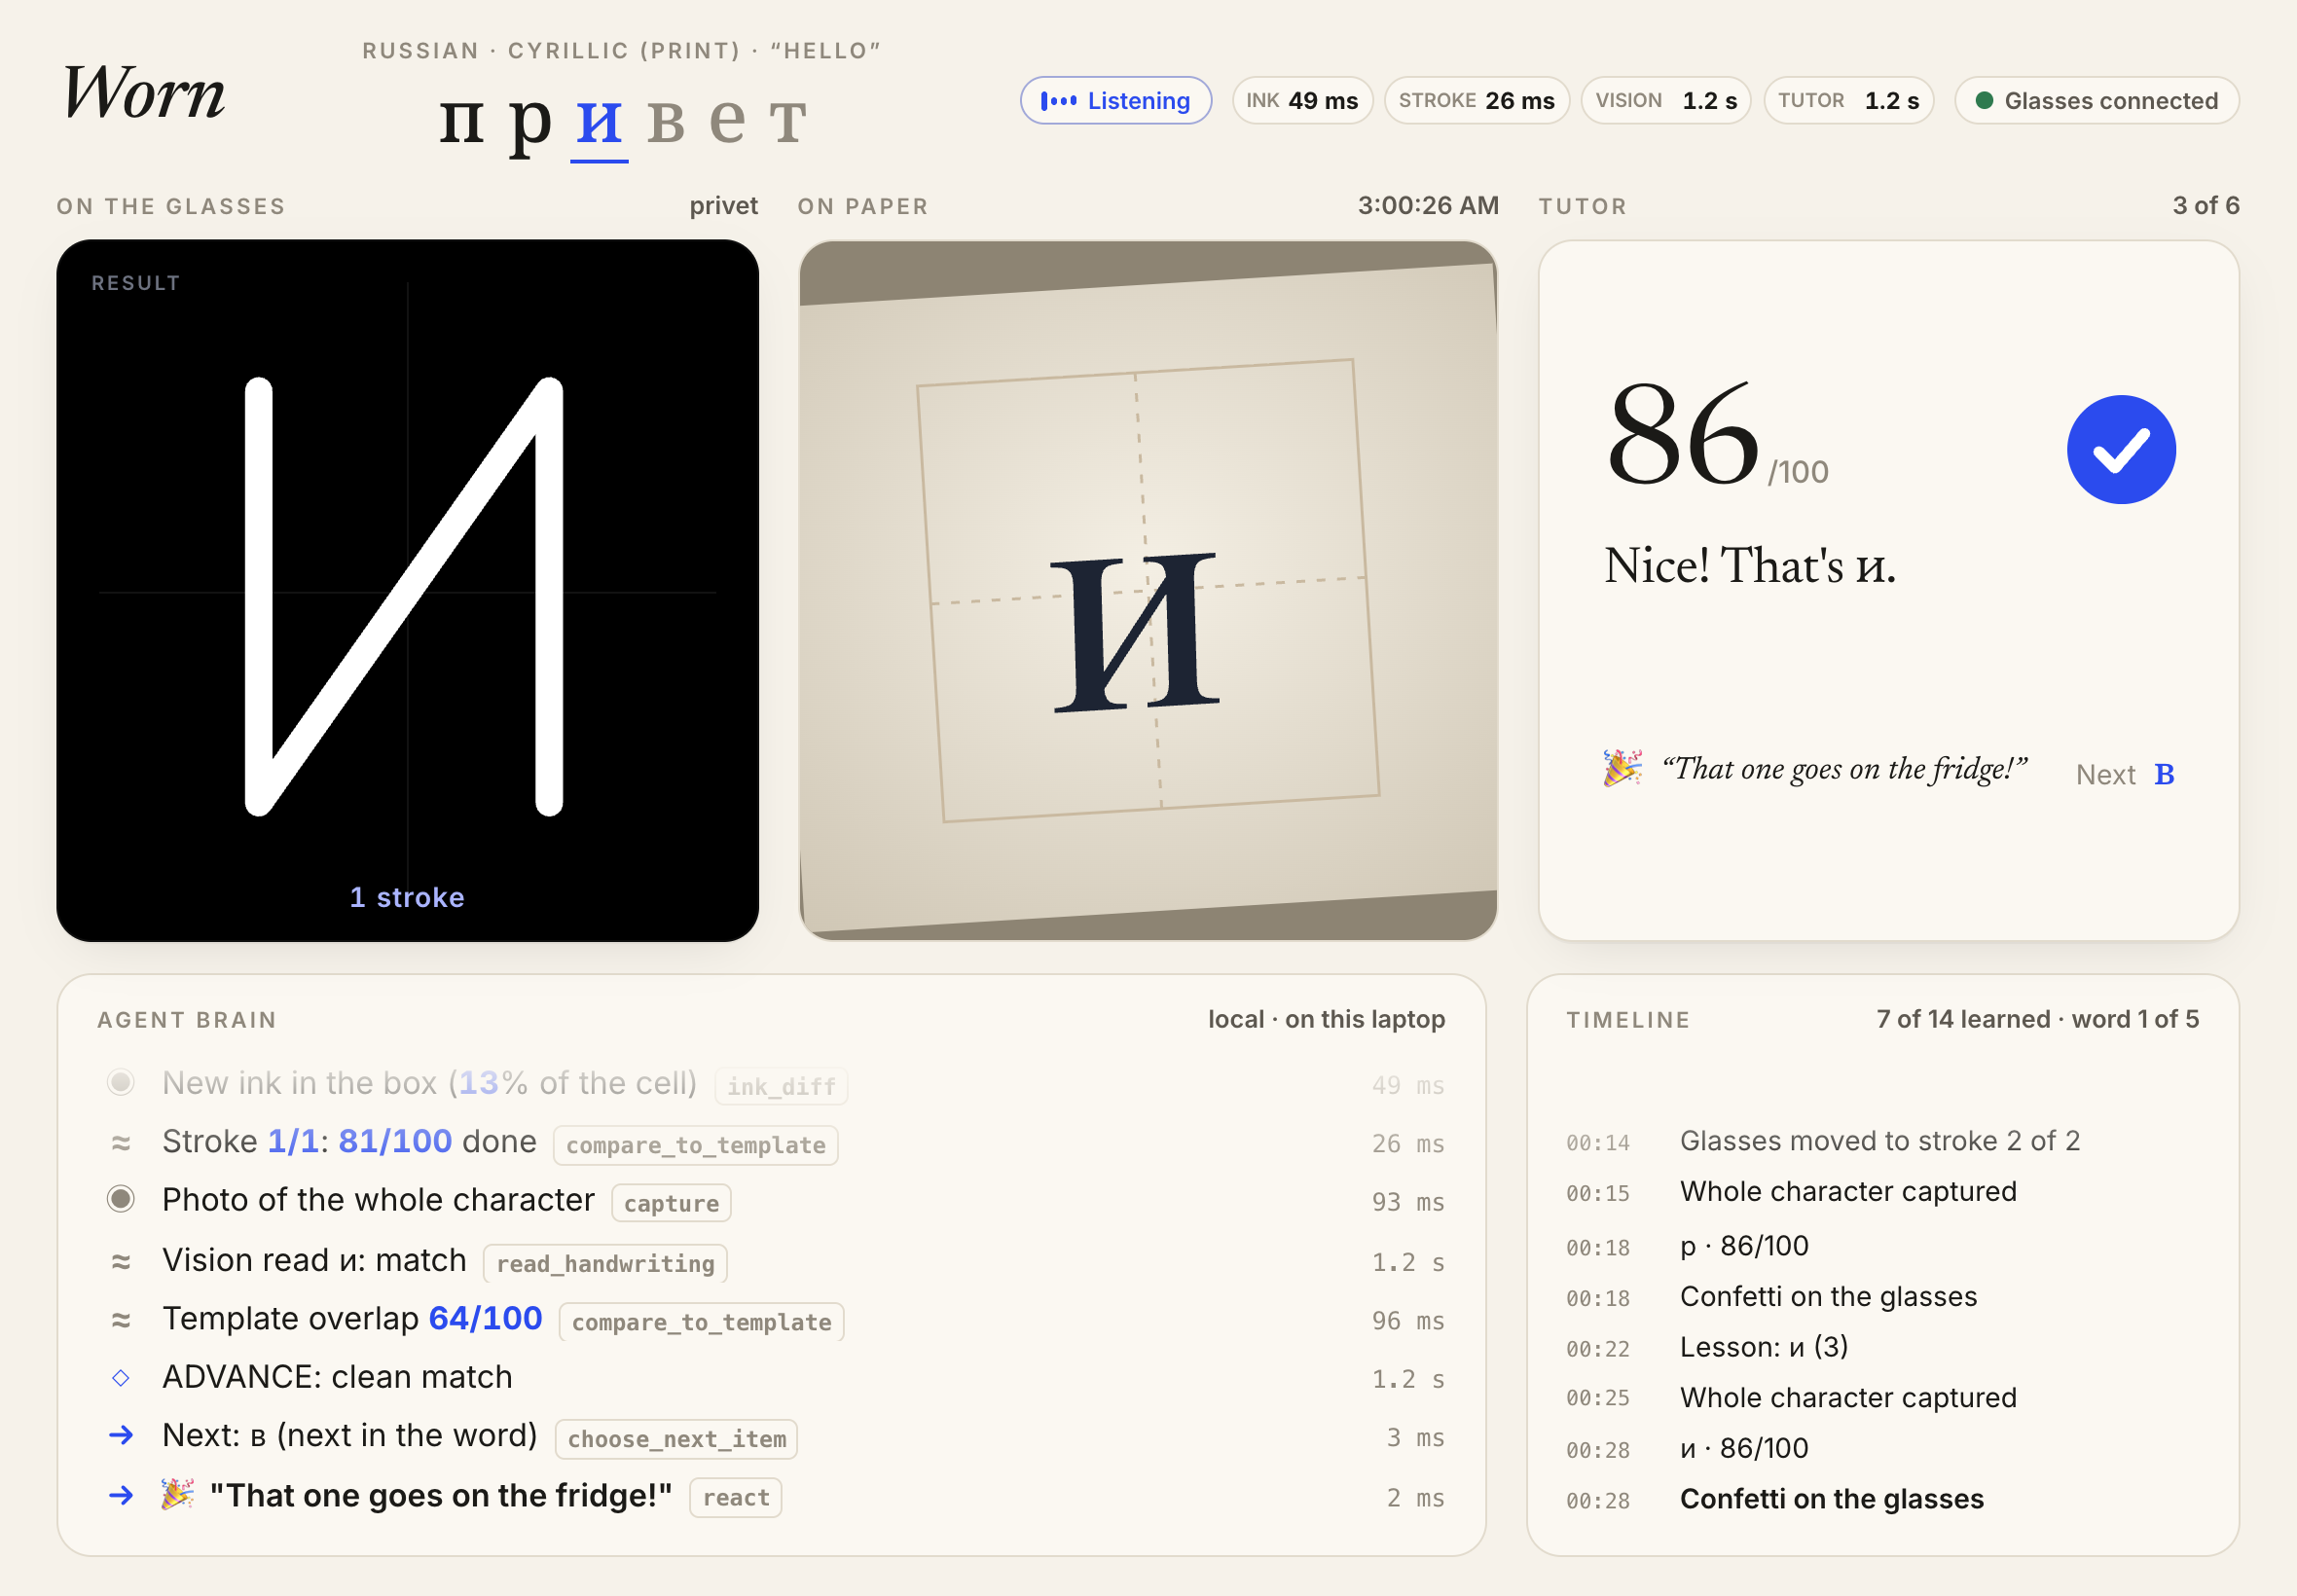 Worn
RUSSIAN · CYRILLIC (PRINT) · “HELLO”
привет
Listening
INK 49 ms
STROKE 26 ms
VISION 1.2 s
TUTOR 1.2 s
Glasses connected
ON THE GLASSES privet
RESULT
И
1 stroke
ON PAPER 3:00:26 AM
и
TUTOR 3 of 6
86/100
Nice! That's и.
🎉 “That one goes on the fridge!” Next в
AGENT BRAIN local · on this laptop
New ink in the box (13% of the cell) ink_diff 49 ms
≈ Stroke 1/1: 81/100 done compare_to_template 26 ms
Photo of the whole character capture 93 ms
≈ Vision read и: match read_handwriting 1.2 s
≈ Template overlap 64/100 compare_to_template 96 ms
◇ ADVANCE: clean match 1.2 s
→ Next: в (next in the word) choose_next_item 3 ms
→ 🎉 "That one goes on the fridge!" react 2 ms
TIMELINE 7 of 14 learned · word 1 of 5
00:14 Glasses moved to stroke 2 of 2
00:15 Whole character captured
00:18 р · 86/100
00:18 Confetti on the glasses
00:22 Lesson: и (3)
00:25 Whole character captured
00:28 и · 86/100
00:28 Confetti on the glasses